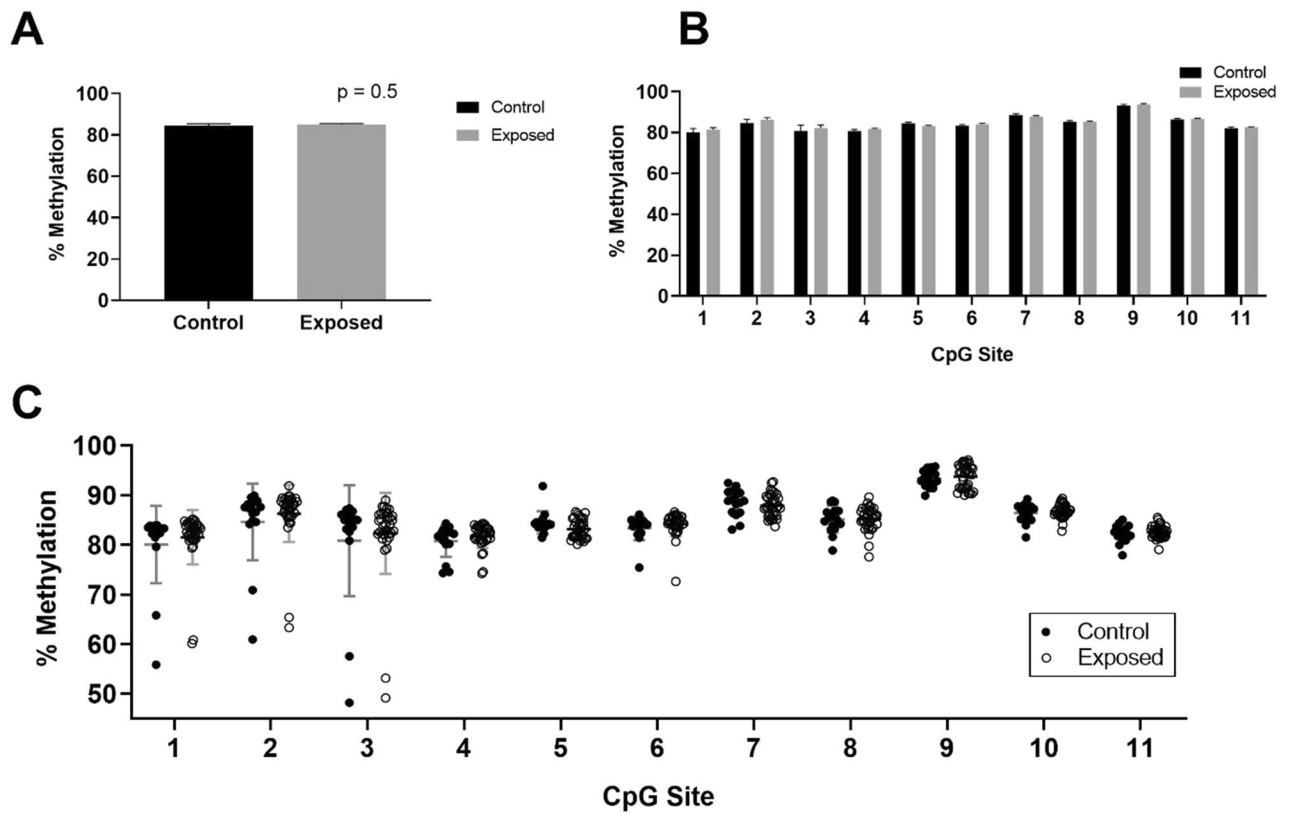 A
p = 0.5
Control
Exposed
% Methylation
100
80
60
40
20
0
Control Exposed
B
Control
Exposed
% Methylation
100
80
60
40
20
0
1 2 3 4 5 6 7 8 9 10 11
CpG Site
C
% Methylation
100
90
80
70
60
50
Control
Exposed
1 2 3 4 5 6 7 8 9 10 11
CpG Site